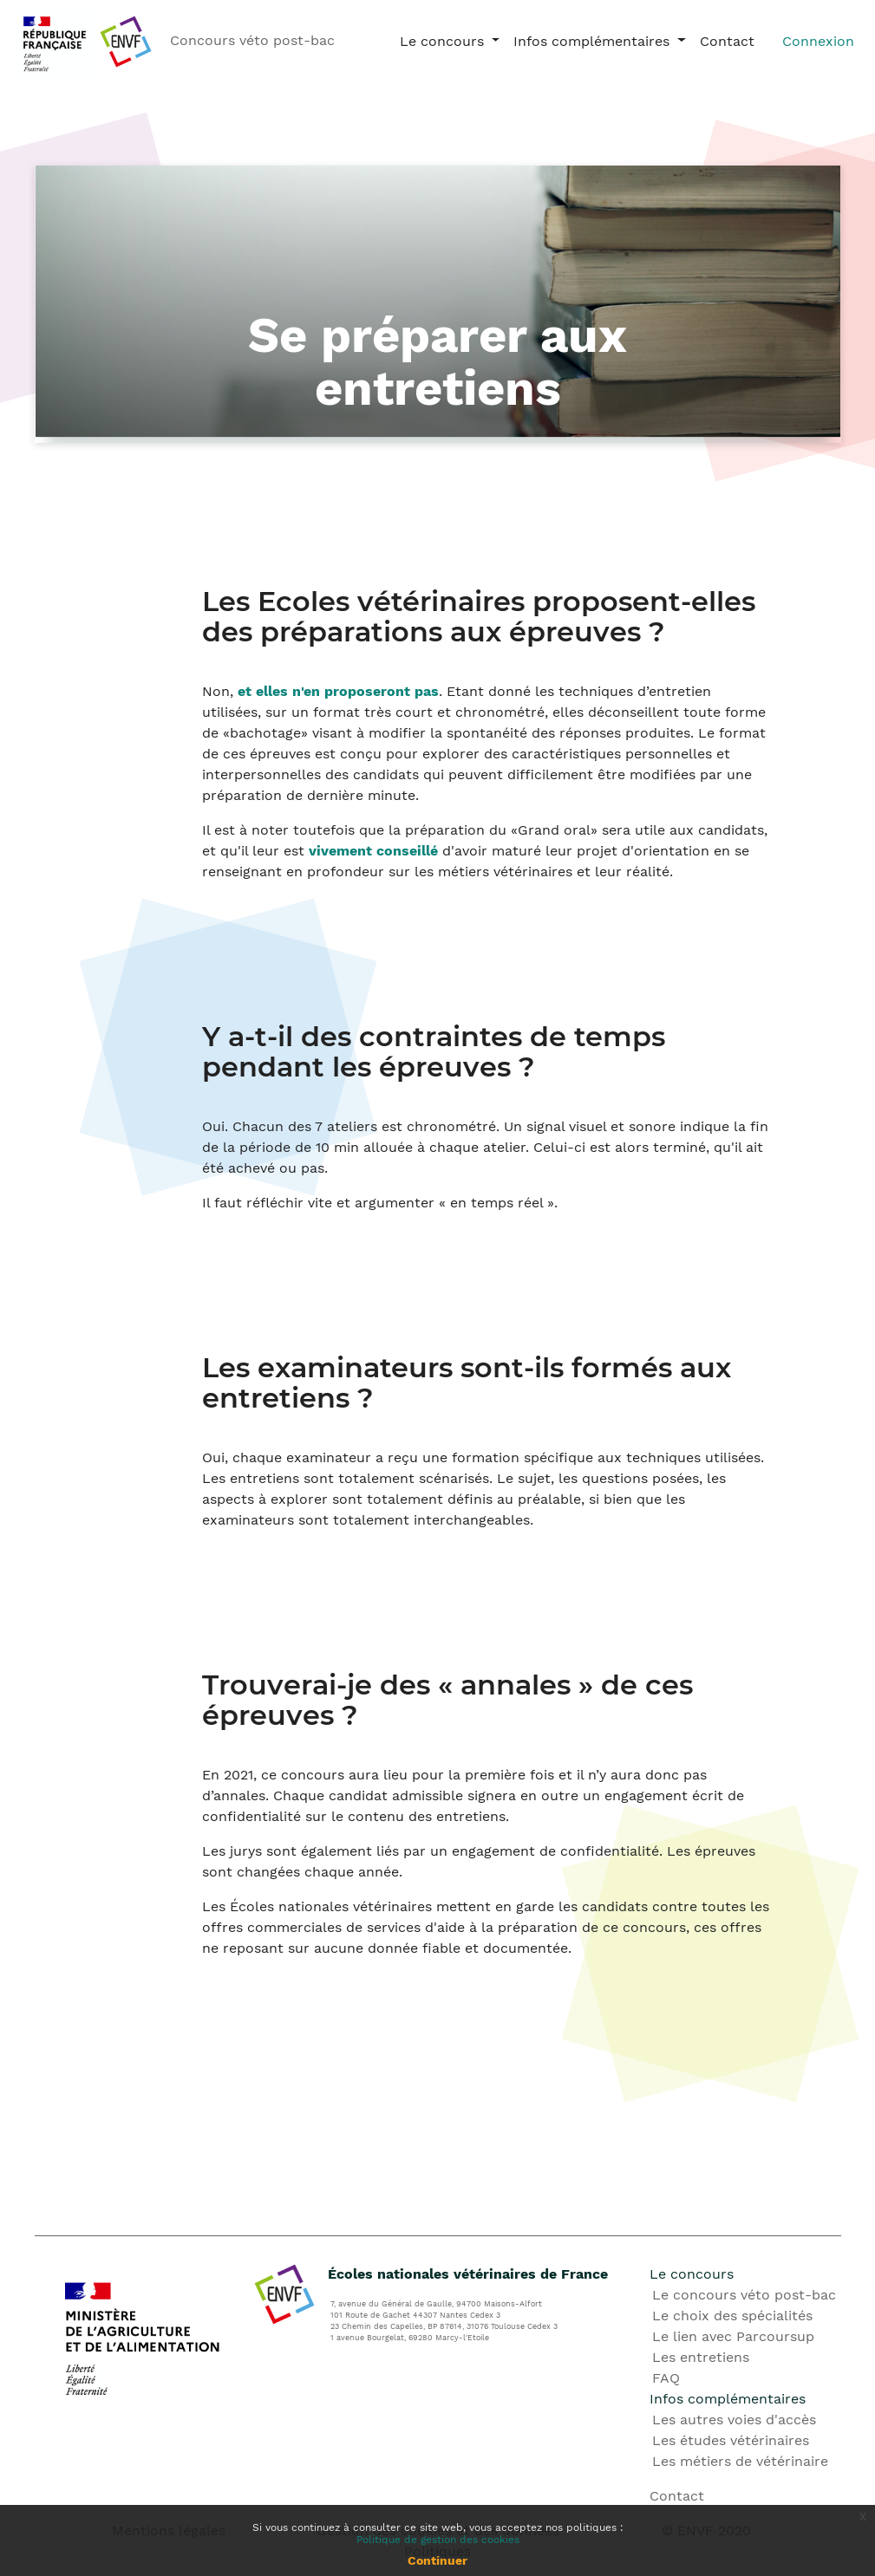 RÉPUBLIQUE
FRANÇAISE
Liberté
Égalité
Fraternité
ENVF
Concours véto post-bac
Le concours
Infos complémentaires
Contact
Connexion
Se préparer aux
entretiens
Les Ecoles vétérinaires proposent-elles
des préparations aux épreuves ?
Non, et elles n'en proposeront pas. Etant donné les techniques d’entretien
utilisées, sur un format très court et chronométré, elles déconseillent toute forme
de «bachotage» visant à modifier la spontanéité des réponses produites. Le format
de ces épreuves est conçu pour explorer des caractéristiques personnelles et
interpersonnelles des candidats qui peuvent difficilement être modifiées par une
préparation de dernière minute.
Il est à noter toutefois que la préparation du «Grand oral» sera utile aux candidats,
et qu'il leur est vivement conseillé d'avoir maturé leur projet d'orientation en se
renseignant en profondeur sur les métiers vétérinaires et leur réalité.
Y a-t-il des contraintes de temps
pendant les épreuves ?
Oui. Chacun des 7 ateliers est chronométré. Un signal visuel et sonore indique la fin
de la période de 10 min allouée à chaque atelier. Celui-ci est alors terminé, qu'il ait
été achevé ou pas.
Il faut réfléchir vite et argumenter « en temps réel ».
Les examinateurs sont-ils formés aux
entretiens ?
Oui, chaque examinateur a reçu une formation spécifique aux techniques utilisées.
Les entretiens sont totalement scénarisés. Le sujet, les questions posées, les
aspects à explorer sont totalement définis au préalable, si bien que les
examinateurs sont totalement interchangeables.
Trouverai-je des « annales » de ces
épreuves ?
En 2021, ce concours aura lieu pour la première fois et il n’y aura donc pas
d’annales. Chaque candidat admissible signera en outre un engagement écrit de
confidentialité sur le contenu des entretiens.
Les jurys sont également liés par un engagement de confidentialité. Les épreuves
sont changées chaque année.
Les Écoles nationales vétérinaires mettent en garde les candidats contre toutes les
offres commerciales de services d'aide à la préparation de ce concours, ces offres
ne reposant sur aucune donnée fiable et documentée.
MINISTÈRE
DE L'AGRICULTURE
ET DE L'ALIMENTATION
Liberté
Égalité
Fraternité
ENVF
Écoles nationales vétérinaires de France
7, avenue du Général de Gaulle, 94700 Maisons-Alfort
101 Route de Gachet 44307 Nantes Cedex 3
23 Chemin des Capelles, BP 87614, 31076 Toulouse Cedex 3
1 avenue Bourgelat, 69280 Marcy-l'Etoile
Le concours
Le concours véto post-bac
Le choix des spécialités
Le lien avec Parcoursup
Les entretiens
FAQ
Infos complémentaires
Les autres voies d'accès
Les études vétérinaires
Les métiers de vétérinaire
Contact
x
Si vous continuez à consulter ce site web, vous acceptez nos politiques :
Mentions légales
© ENVF 2020
Politique de gestion des cookies
Politiques
Continuer